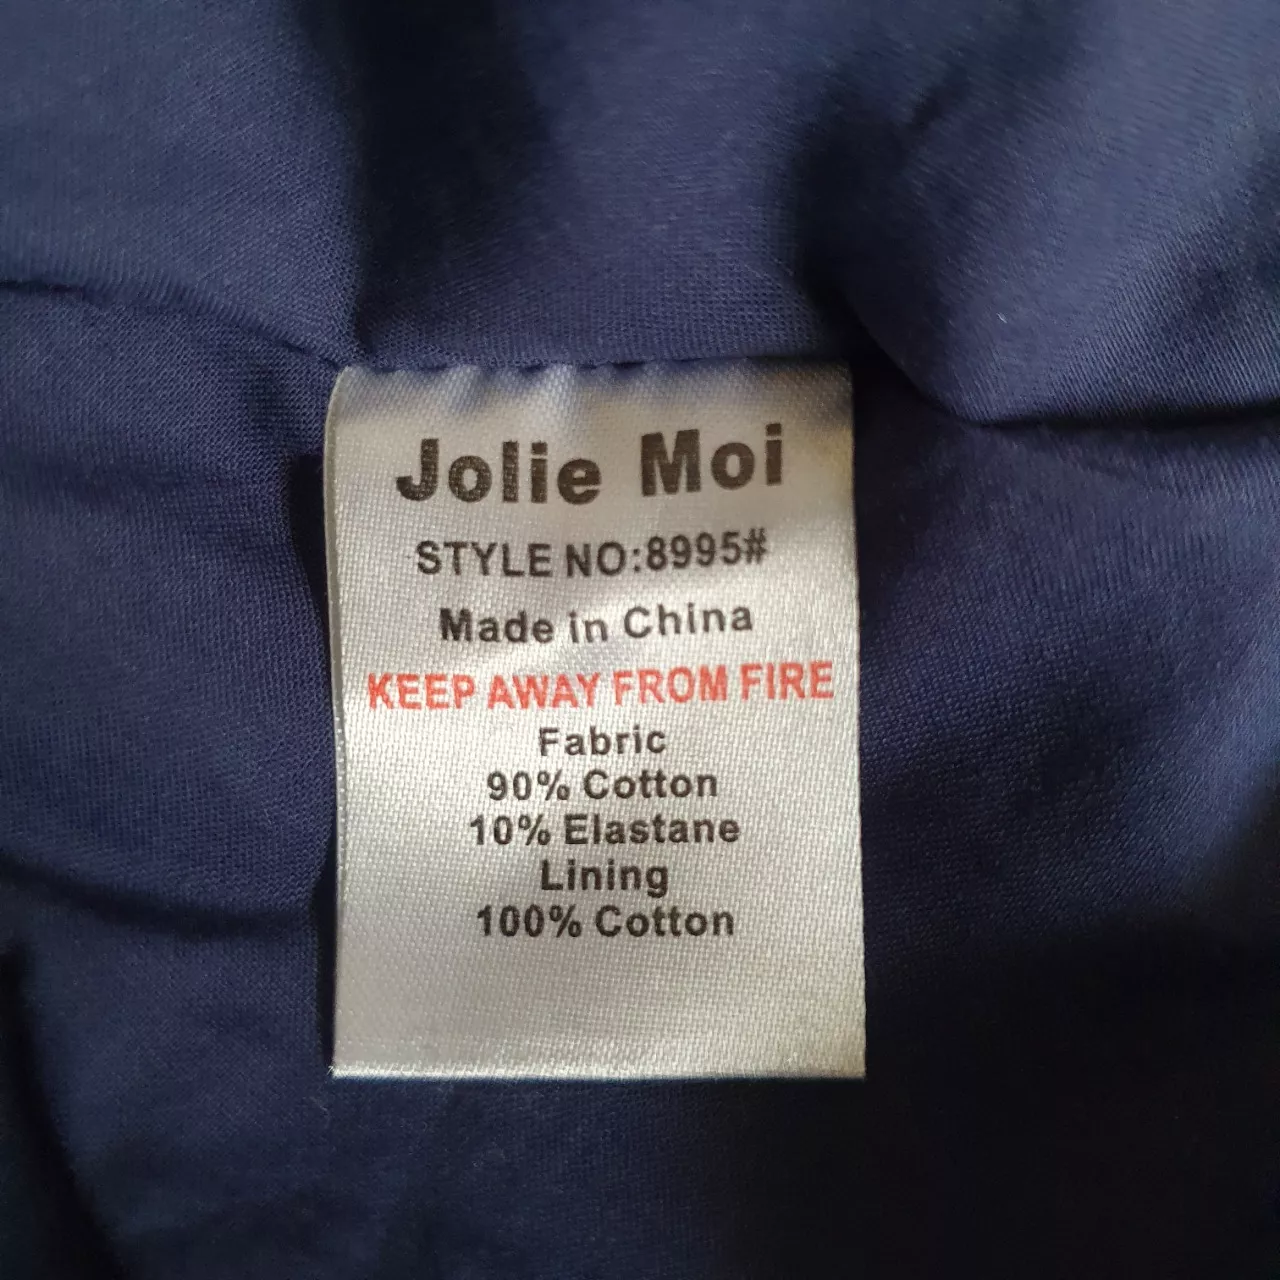 Jolie Moi
STYLE NO:8995#
Made in China
KEEP AWAY FROM FIRE
Fabric
90% Cotton
10% Elastane
Lining
100% Cotton